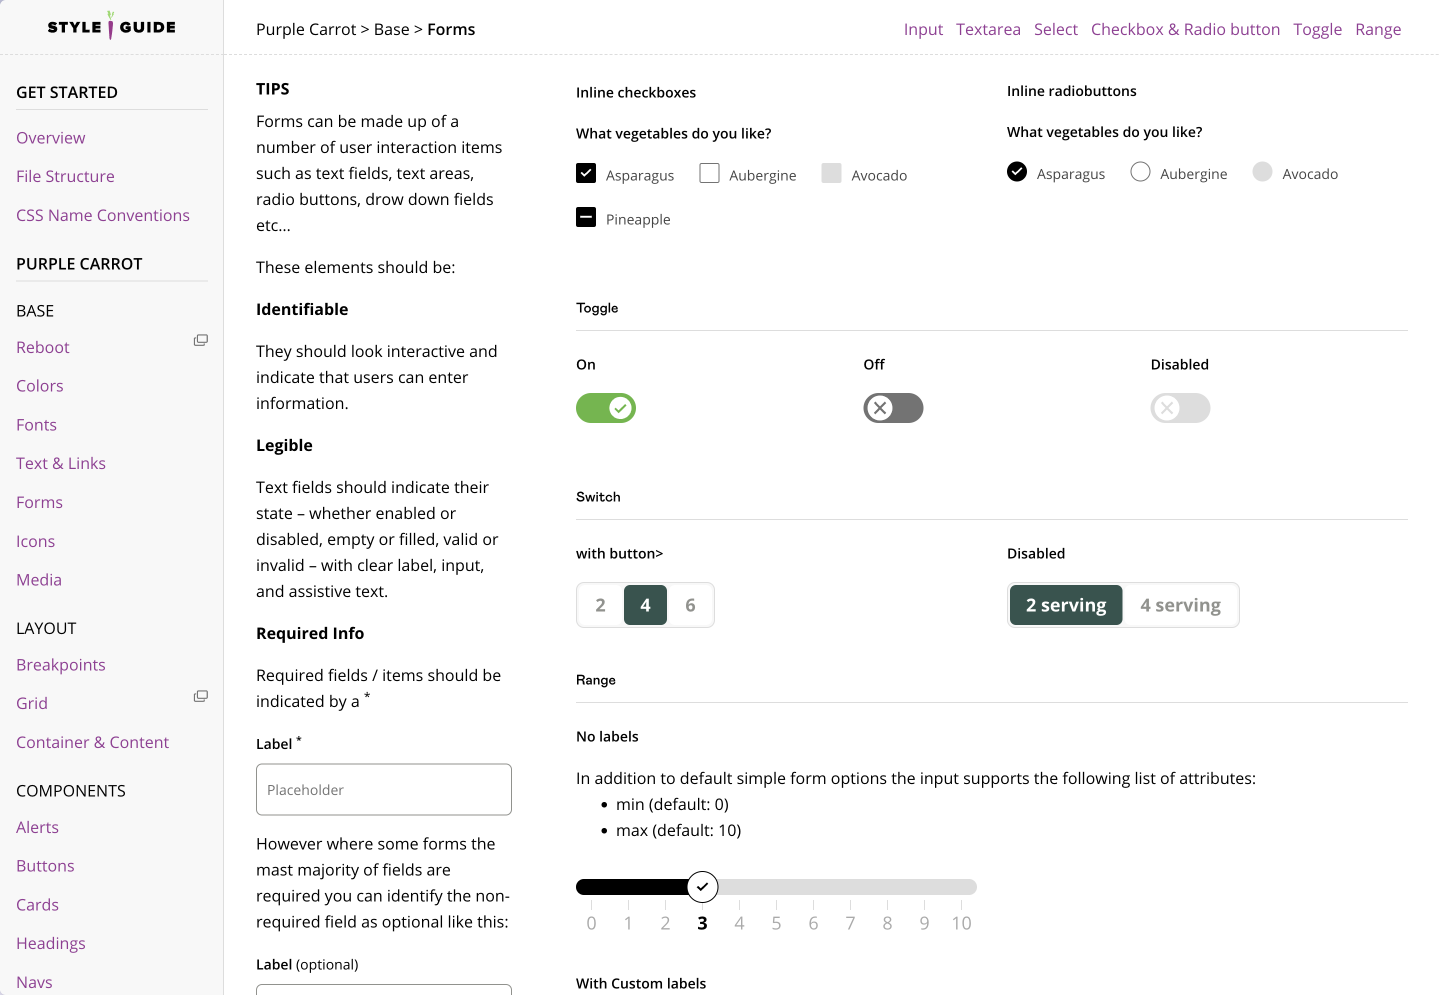 STYLE GUIDE
Purple Carrot > Base > Forms
Input Textarea Select Checkbox & Radio button Toggle Range
GET STARTED
Overview
File Structure
CSS Name Conventions
PURPLE CARROT
BASE
Reboot
Colors
Fonts
Text & Links
Forms
Icons
Media
LAYOUT
Breakpoints
Grid
Container & Content
COMPONENTS
Alerts
Buttons
Cards
Headings
Navs
TIPS
Forms can be made up of a
number of user interaction items
such as text fields, text areas,
radio buttons, drow down fields
etc...
These elements should be:
Identifiable
They should look interactive and
indicate that users can enter
information.
Legible
Text fields should indicate their
state – whether enabled or
disabled, empty or filled, valid or
invalid – with clear label, input,
and assistive text.
Required Info
Required fields / items should be
indicated by a *
Label *
Placeholder
However where some forms the
mast majority of fields are
required you can identify the non-
required field as optional like this:
Label (optional)
Inline checkboxes
What vegetables do you like?
Asparagus Aubergine Avocado
Pineapple
Inline radiobuttons
What vegetables do you like?
Asparagus Aubergine Avocado
Toggle
On Off Disabled
Switch
with button>
2 4 6
Disabled
2 serving 4 serving
Range
No labels
In addition to default simple form options the input supports the following list of attributes:
• min (default: 0)
• max (default: 10)
0 1 2 3 4 5 6 7 8 9 10
With Custom labels